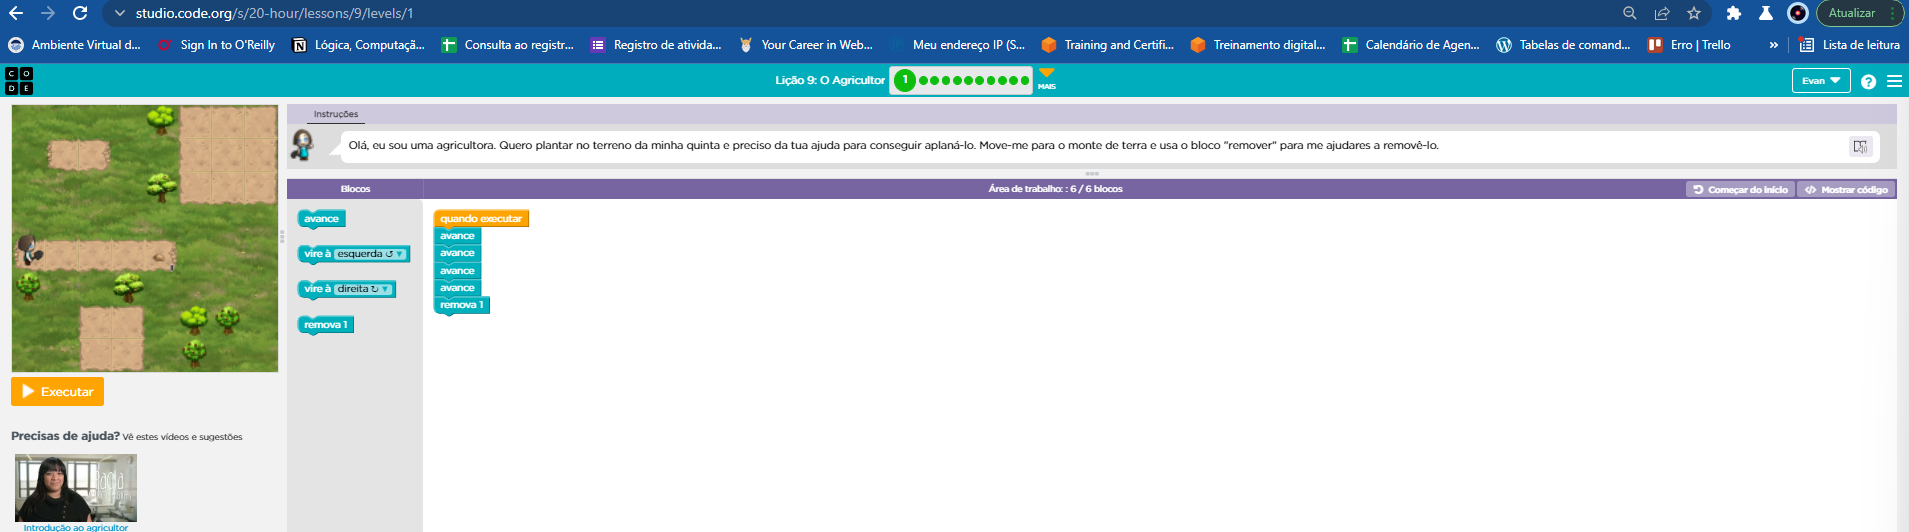 studio.code.org/s/20-hour/lessons/9/levels/1
Atualizar
Ambiente Virtual d... Sign In to O'Reilly Lógica, Computaçã... Consulta ao registr... Registro de ativida... Your Career in Web... Meu endereço IP (S... Training and Certifi... Treinamento digital... Calendário de Agen... Tabelas de comand... Erro | Trello » Lista de leitura
CODE
Lição 9: O Agricultor 1 MAIS
Evan ?
Instruções
Olá, eu sou uma agricultora. Quero plantar no terreno da minha quinta e preciso da tua ajuda para conseguir aplaná-lo. Move-me para o monte de terra e usa o bloco "remover" para me ajudares a removê-lo.
Blocos
Área de trabalho: : 6 / 6 blocos
Começar do início
</> Mostrar código
avance
vire à esquerda
vire à direita
remova 1
quando executar
avance
avance
avance
avance
remova 1
1
Executar
Precisas de ajuda? Vê estes vídeos e sugestões
Paola
Introdução ao agricultor